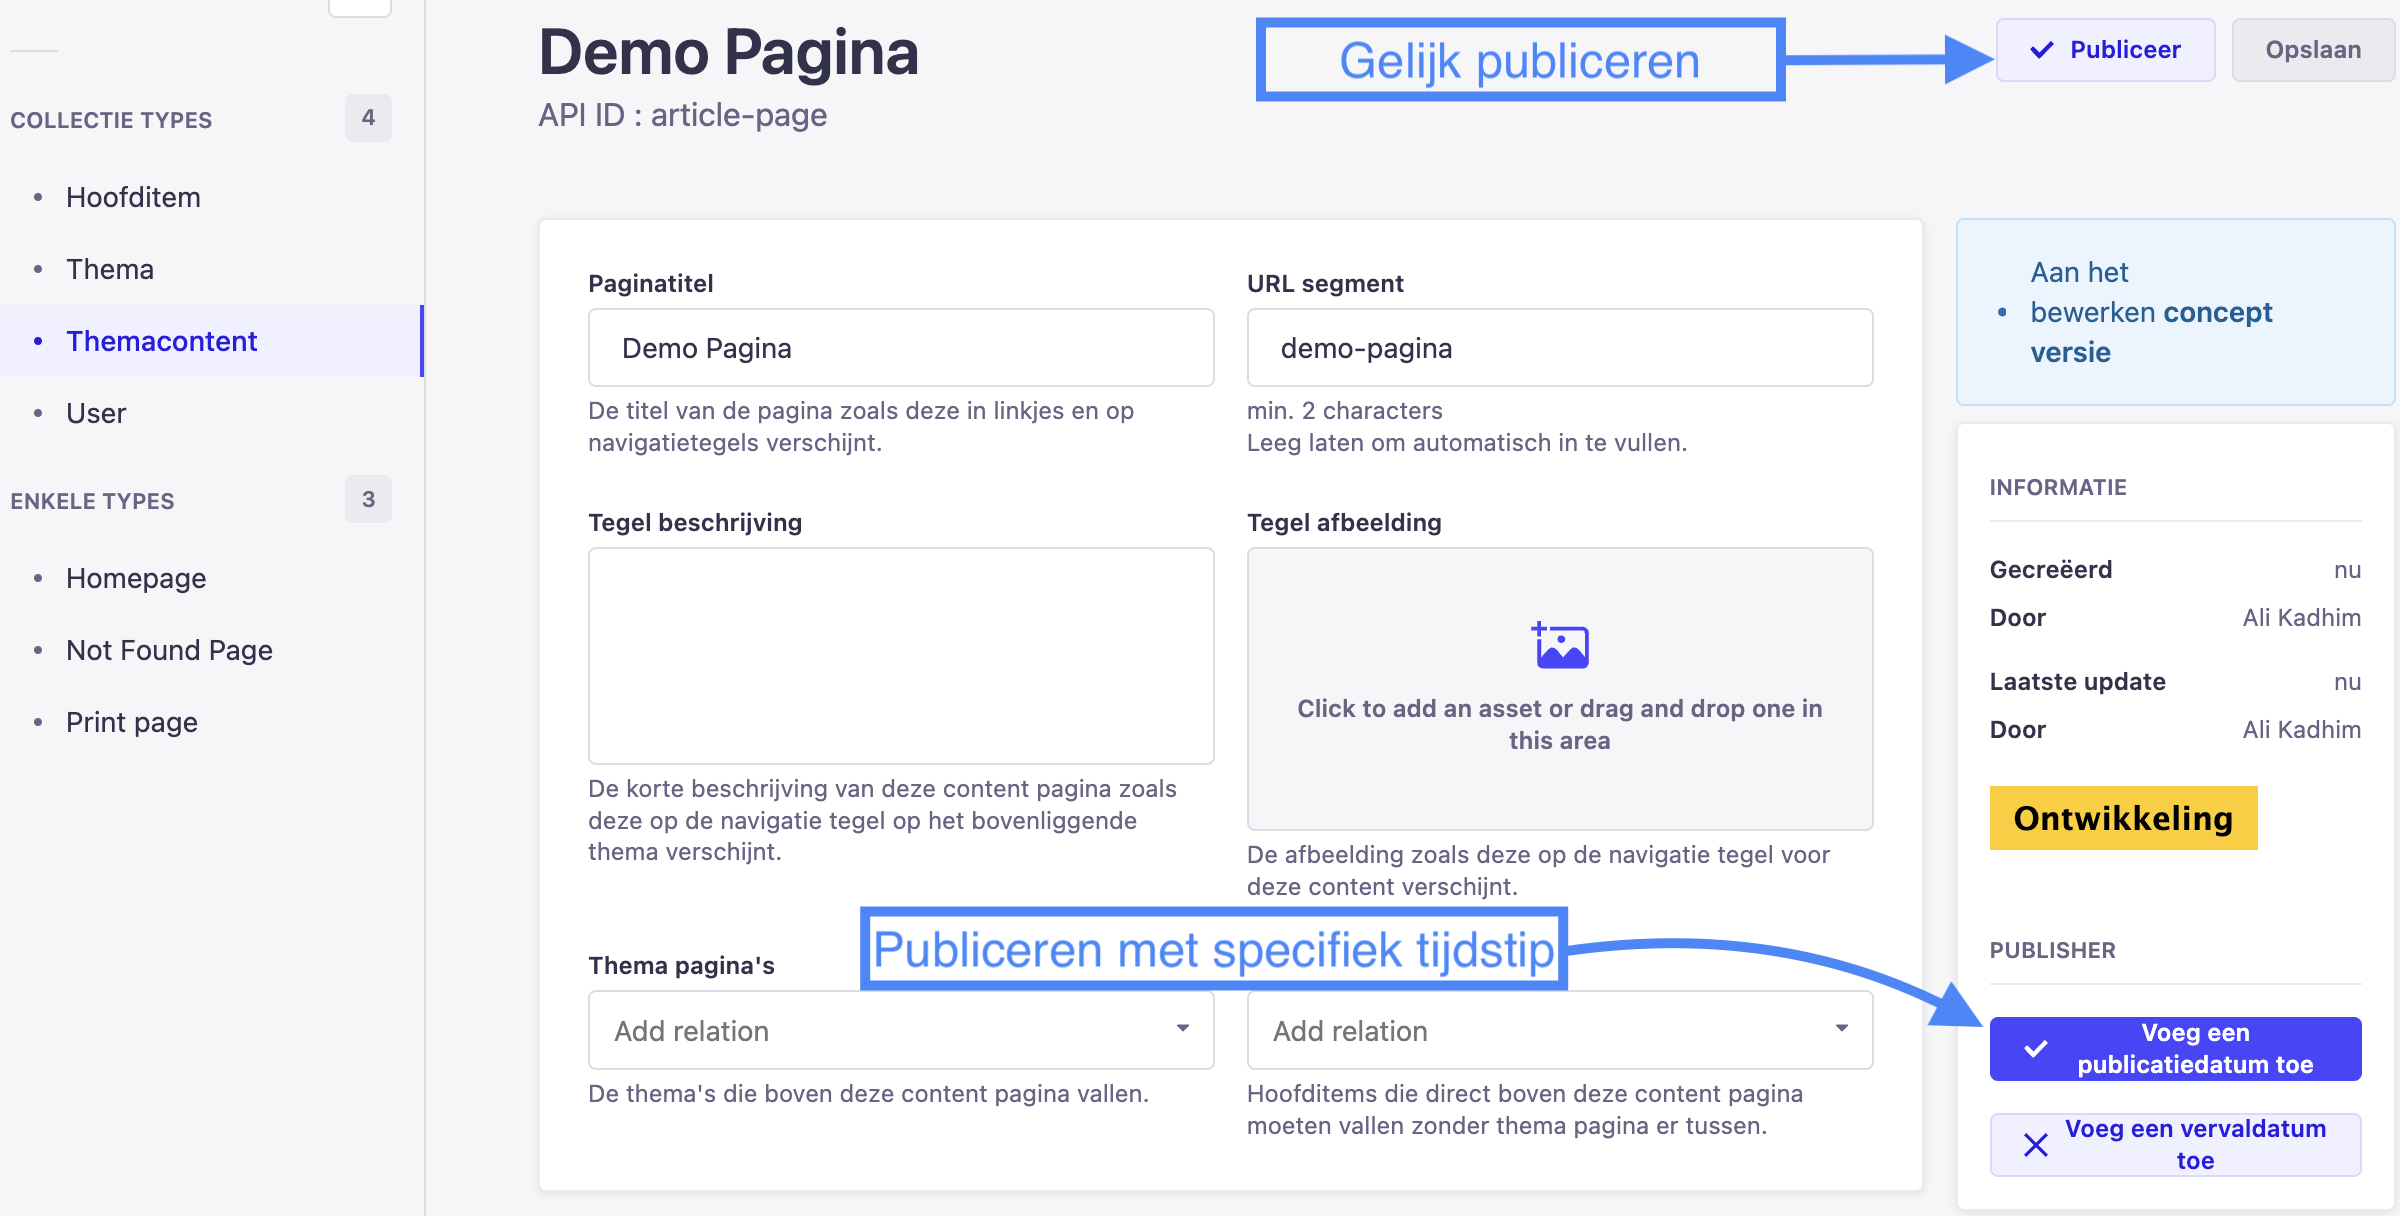 Demo Pagina
API ID : article-page
Gelijk publiceren
Publiceer
Opslaan
COLLECTIE TYPES
4
Hoofditem
Thema
Themacontent
User
ENKELE TYPES
3
Homepage
Not Found Page
Print page
Paginatitel
Demo Pagina
De titel van de pagina zoals deze in linkjes en op
navigatietegels verschijnt.
URL segment
demo-pagina
min. 2 characters
Leeg laten om automatisch in te vullen.
Tegel beschrijving
De korte beschrijving van deze content pagina zoals
deze op de navigatie tegel op het bovenliggende
thema verschijnt.
Tegel afbeelding
Click to add an asset or drag and drop one in
this area
De afbeelding zoals deze op de navigatie tegel voor
deze content verschijnt.
Publiceren met specifiek tijdstip
Thema pagina's
Add relation
De thema's die boven deze content pagina vallen.
Add relation
Hoofditems die direct boven deze content pagina
moeten vallen zonder thema pagina er tussen.
Aan het
bewerken concept
versie
INFORMATIE
Gecreëerd
nu
Door
Ali Kadhim
Laatste update
nu
Door
Ali Kadhim
Ontwikkeling
PUBLISHER
Voeg een
publicatiedatum toe
Voeg een vervaldatum
toe